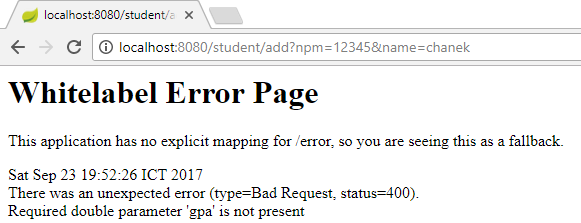 localhost:8080/student/a
localhost:8080/student/add?npm=12345&name=chanek
Whitelabel Error Page
This application has no explicit mapping for /error, so you are seeing this as a fallback.
Sat Sep 23 19:52:26 ICT 2017
There was an unexpected error (type=Bad Request, status=400).
Required double parameter 'gpa' is not present